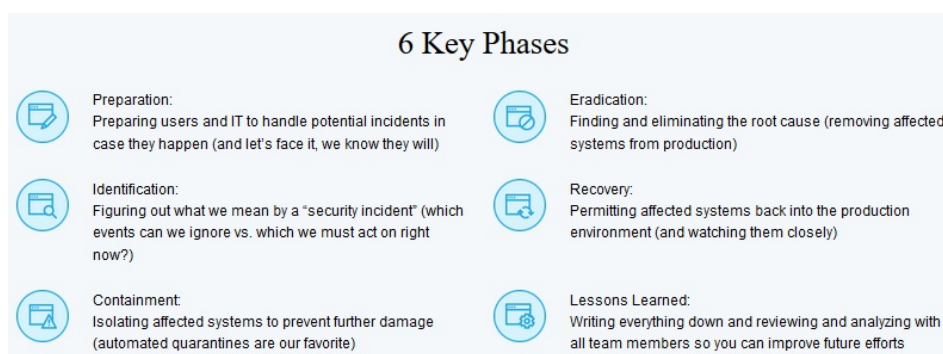 6 Key Phases
Preparation:
Preparing users and IT to handle potential incidents in
case they happen (and let's face it, we know they will)
Identification:
Figuring out what we mean by a “security incident” (which
events can we ignore vs. which we must act on right
now?)
Containment:
Isolating affected systems to prevent further damage
(automated quarantines are our favorite)
Eradication:
Finding and eliminating the root cause (removing affected
systems from production)
Recovery:
Permitting affected systems back into the production
environment (and watching them closely)
Lessons Learned:
Writing everything down and reviewing and analyzing with
all team members so you can improve future efforts